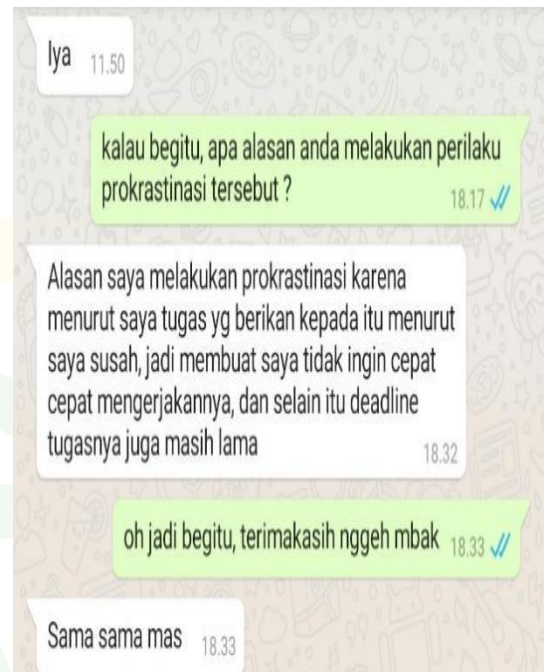 Iya 11.50
kalau begitu, apa alasan anda melakukan perilaku
prokrastinasi tersebut ? 18.17
Alasan saya melakukan prokrastinasi karena
menurut saya tugas yg berikan kepada itu menurut
saya susah, jadi membuat saya tidak ingin cepat
cepat mengerjakannya, dan selain itu deadline
tugasnya juga masih lama 18.32
oh jadi begitu, terimakasih nggeh mbak 18.33
Sama sama mas 18.33